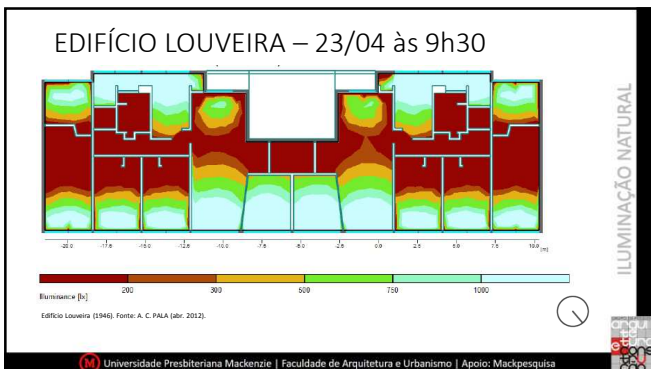 EDIFÍCIO LOUVEIRA – 23/04 às 9h30
ILUMINAÇÃO NATURAL
-20.0 -17.5 -15.0 -12.5 -10.0 -7.5 -5.0 -2.5 0.0 2.5 5.0 7.5 10.0 [m]
200 300 500 750 1000
Illuminance [lx]
Edifício Louveira (1946). Fonte: A. C. PALA (abr. 2012).
M Universidade Presbiteriana Mackenzie | Faculdade de Arquitetura e Urbanismo | Apoio: Mackpesquisa